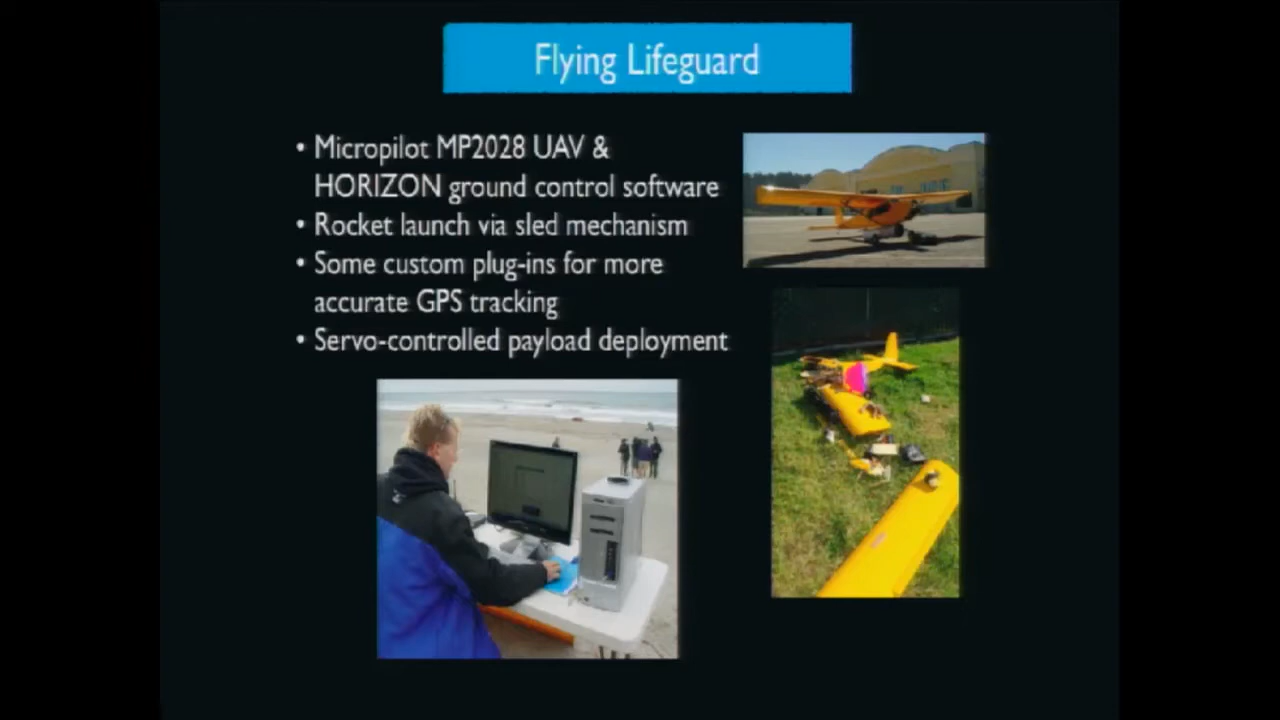 Flying Lifeguard
• Micropilot MP2028 UAV &
HORIZON ground control software
• Rocket launch via sled mechanism
• Some custom plug-ins for more
accurate GPS tracking
• Servo-controlled payload deployment